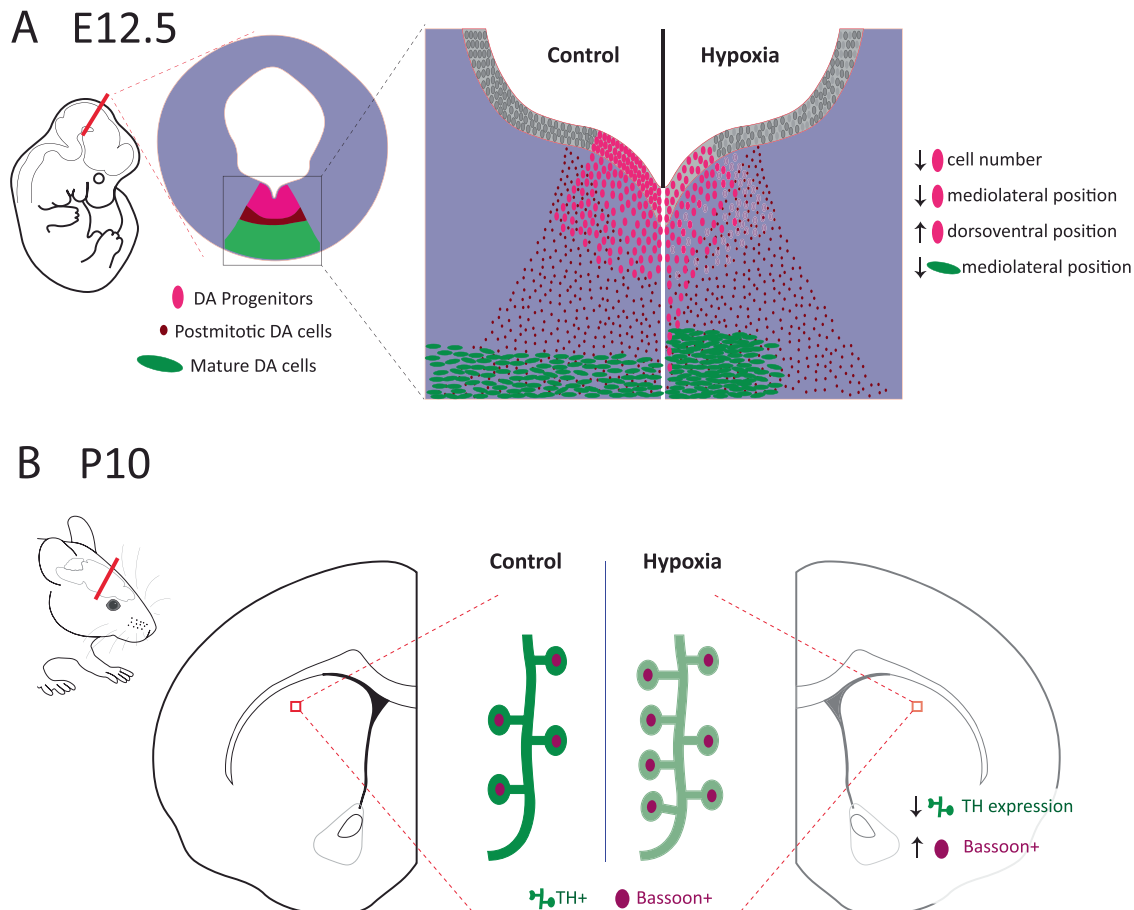 A E12.5
Control Hypoxia
↓ cell number
↓ mediolateral position
↑ dorsoventral position
↓ mediolateral position
DA Progenitors
Postmitotic DA cells
Mature DA cells
B P10
Control Hypoxia
↓ TH expression
↑ Bassoon+
TH+ Bassoon+